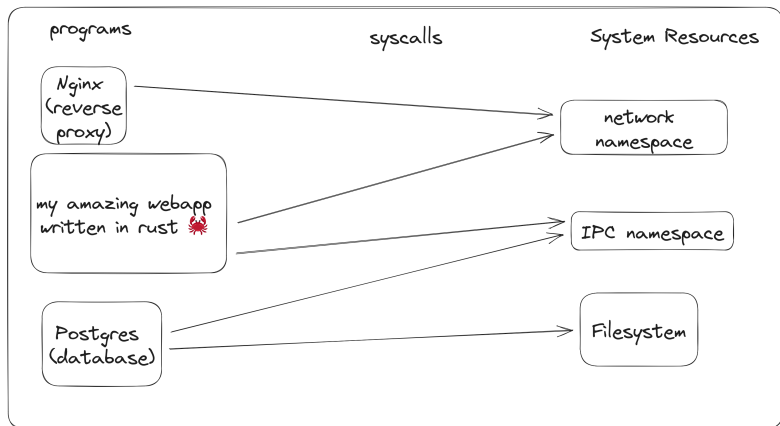 programs
syscalls
System Resources
Nginx
(reverse
proxy)
network
namespace
my amazing webapp
written in rust 🦀
IPC namespace
Postgres
(database)
Filesystem